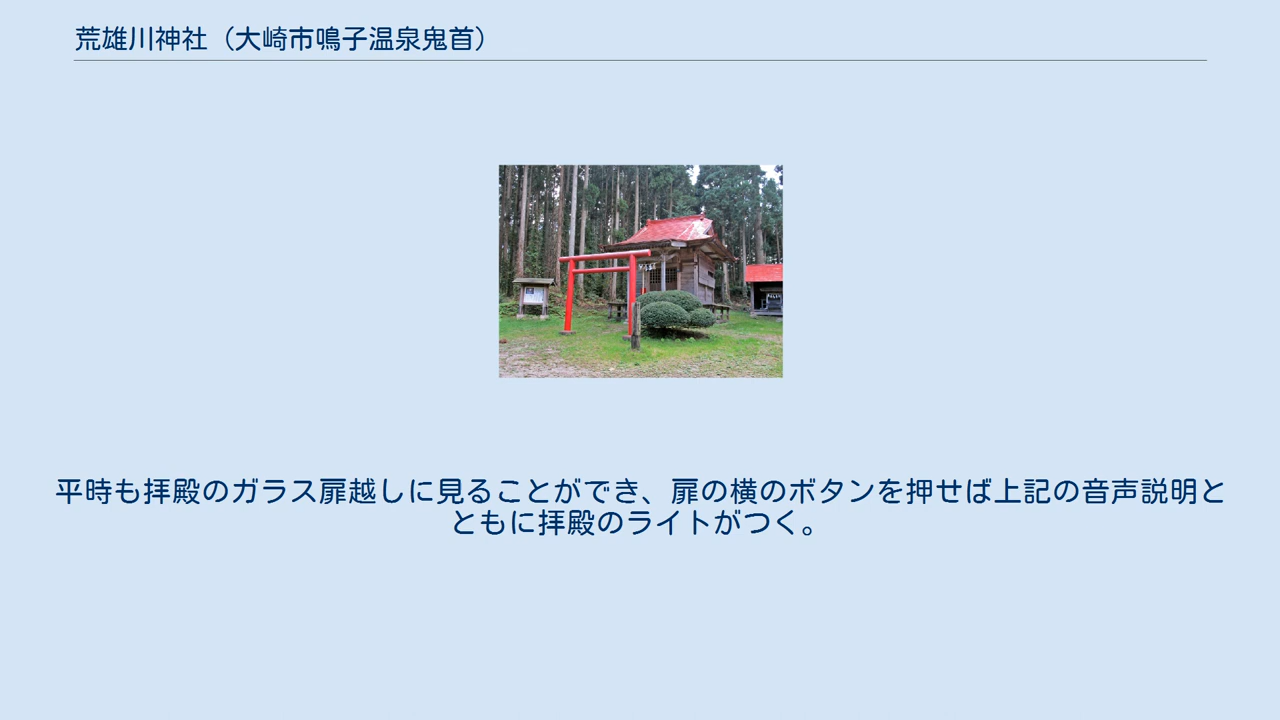 荒雄川神社（大崎市鳴子温泉鬼首）
平時も拝殿のガラス扉越しに見ることができ、扉の横のボタンを押せば上記の音声説明と
ともに拝殿のライトがつく。